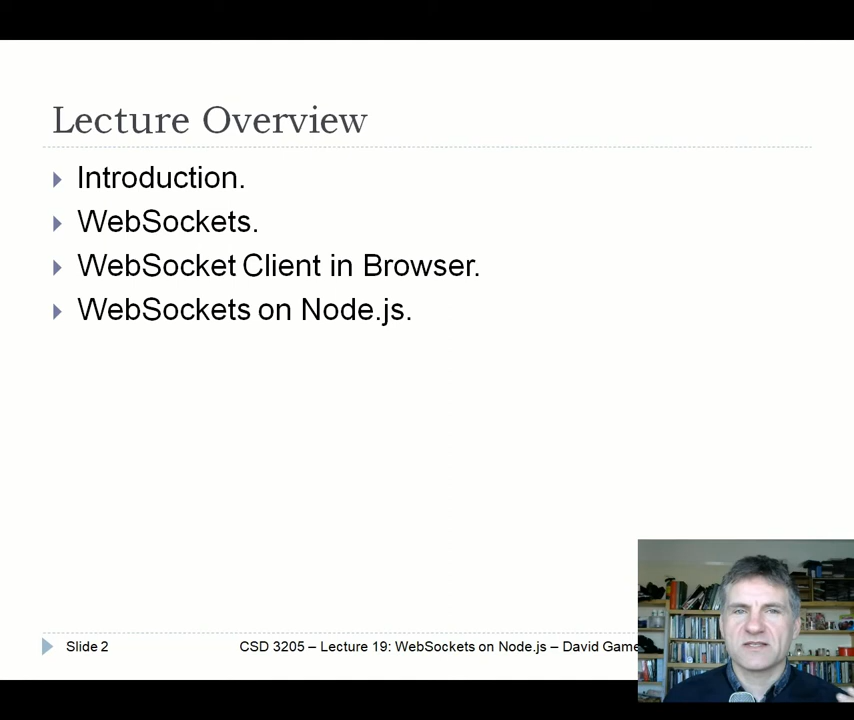 Lecture Overview
Introduction.
WebSockets.
WebSocket Client in Browser.
WebSockets on Node.js.
Slide 2
CSD 3205 – Lecture 19: WebSockets on Node.js – David Game